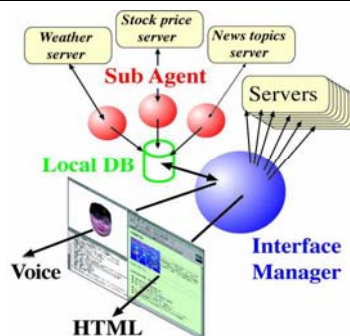 Weather
server
Stock price
server
News topics
server
Sub Agent
Servers
Local DB
Interface
Manager
Voice
HTML